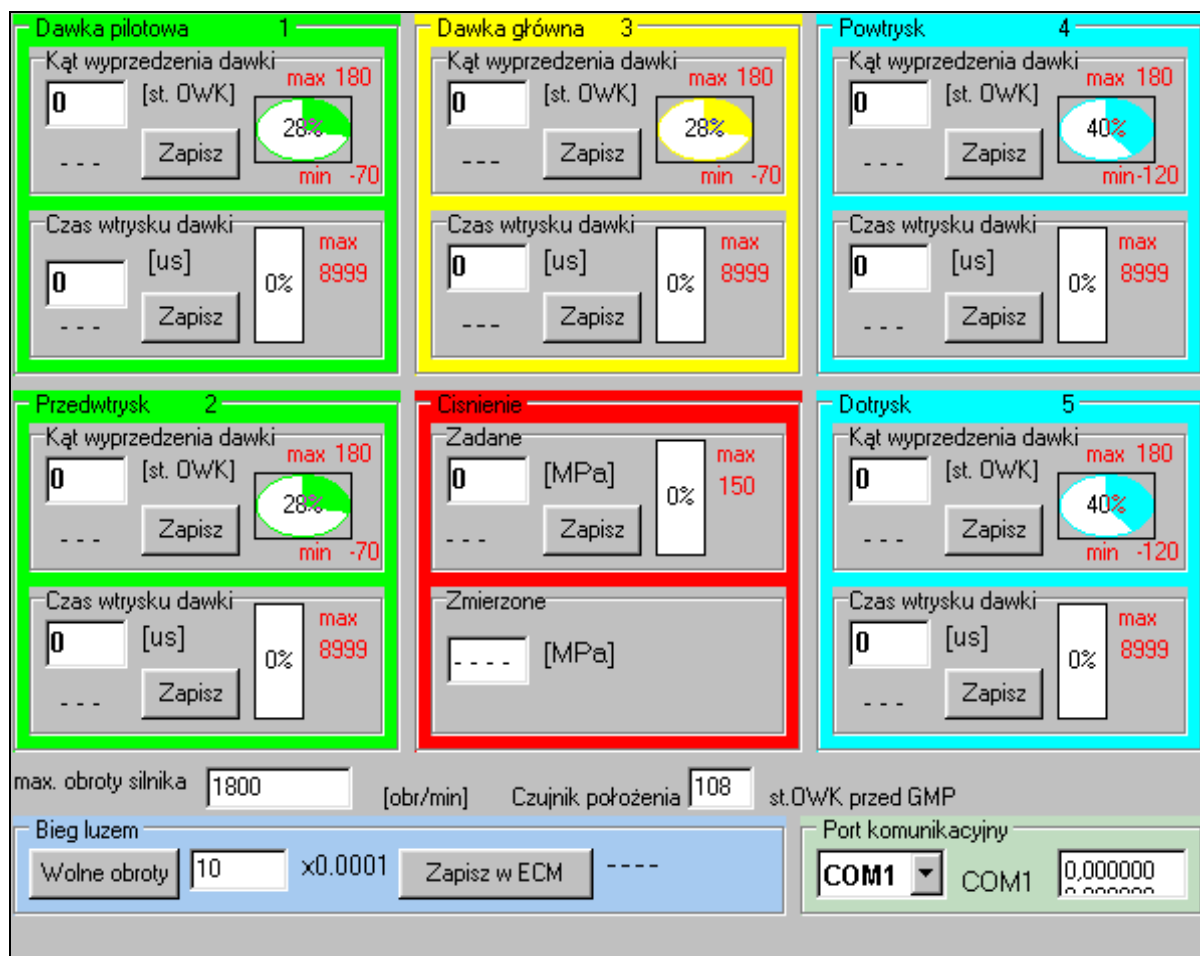 Dawka pilotowa 1
Kąt wyprzedzenia dawki
max 180
0 [st. OWK]
28%
- - - Zapisz
min -70
Czas wtrysku dawki
max
[us]
8999
0
0%
- - - Zapisz
Dawka główna 3
Kąt wyprzedzenia dawki
max 180
0 [st. OWK]
28%
--- Zapisz
min -70
Czas wtrysku dawki
max
0 [us]
8999
0%
--- Zapisz
Powtrysk 4
Kąt wyprzedzenia dawki
max 180
0 [st. OWK]
40%
- - - Zapisz
min-120
Czas wtrysku dawki
max
0 [us]
8999
0%
- - - Zapisz
Przedwtrysk 2
Kąt wyprzedzenia dawki
max 180
0 [st. OWK]
28%
- - - Zapisz
min -70
Czas wtrysku dawki
max
0 [us]
8999
0%
- - - Zapisz
Cisnienie
Zadane
max
0 [MPa]
150
0%
- - - Zapisz
Zmierzone
- - - - [MPa]
Dotrysk 5
Kąt wyprzedzenia dawki
max 180
0 [st. OWK]
40%
- - - Zapisz
min -120
Czas wtrysku dawki
max
0 [us]
8999
0%
- - - Zapisz
max. obroty silnika 1800 [obr/min] Czujnik położenia 108 st.OWK przed GMP
Bieg luzem
Wolne obroty 10 x0.0001 Zapisz w ECM - - - -
Port komunikacyjny
COM1 COM1 0,000000